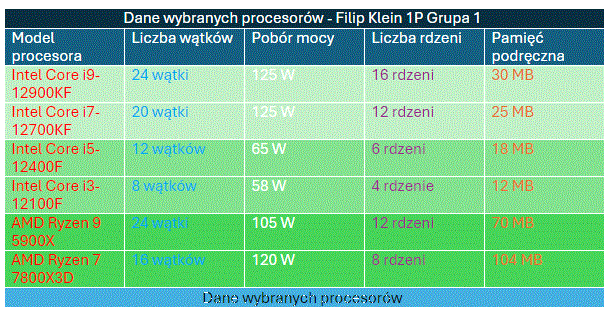 Dane wybranych procesorów - Filip Klein 1P Grupa 1
Model procesora Liczba wątków Pobór mocy Liczba rdzeni Pamięć podręczna
Intel Core i9-12900KF 24 wątki 125 W 16 rdzeni 30 MB
Intel Core i7-12700KF 20 wątki 125 W 12 rdzeni 25 MB
Intel Core i5-12400F 12 wątków 65 W 6 rdzeni 18 MB
Intel Core i3-12100F 8 wątków 58 W 4 rdzenie 12 MB
AMD Ryzen 9 5900X 24 wątki 105 W 12 rdzeni 70 MB
AMD Ryzen 7 7800X3D 16 wątków 120 W 8 rdzeni 104 MB
Dane wybranych procesorów